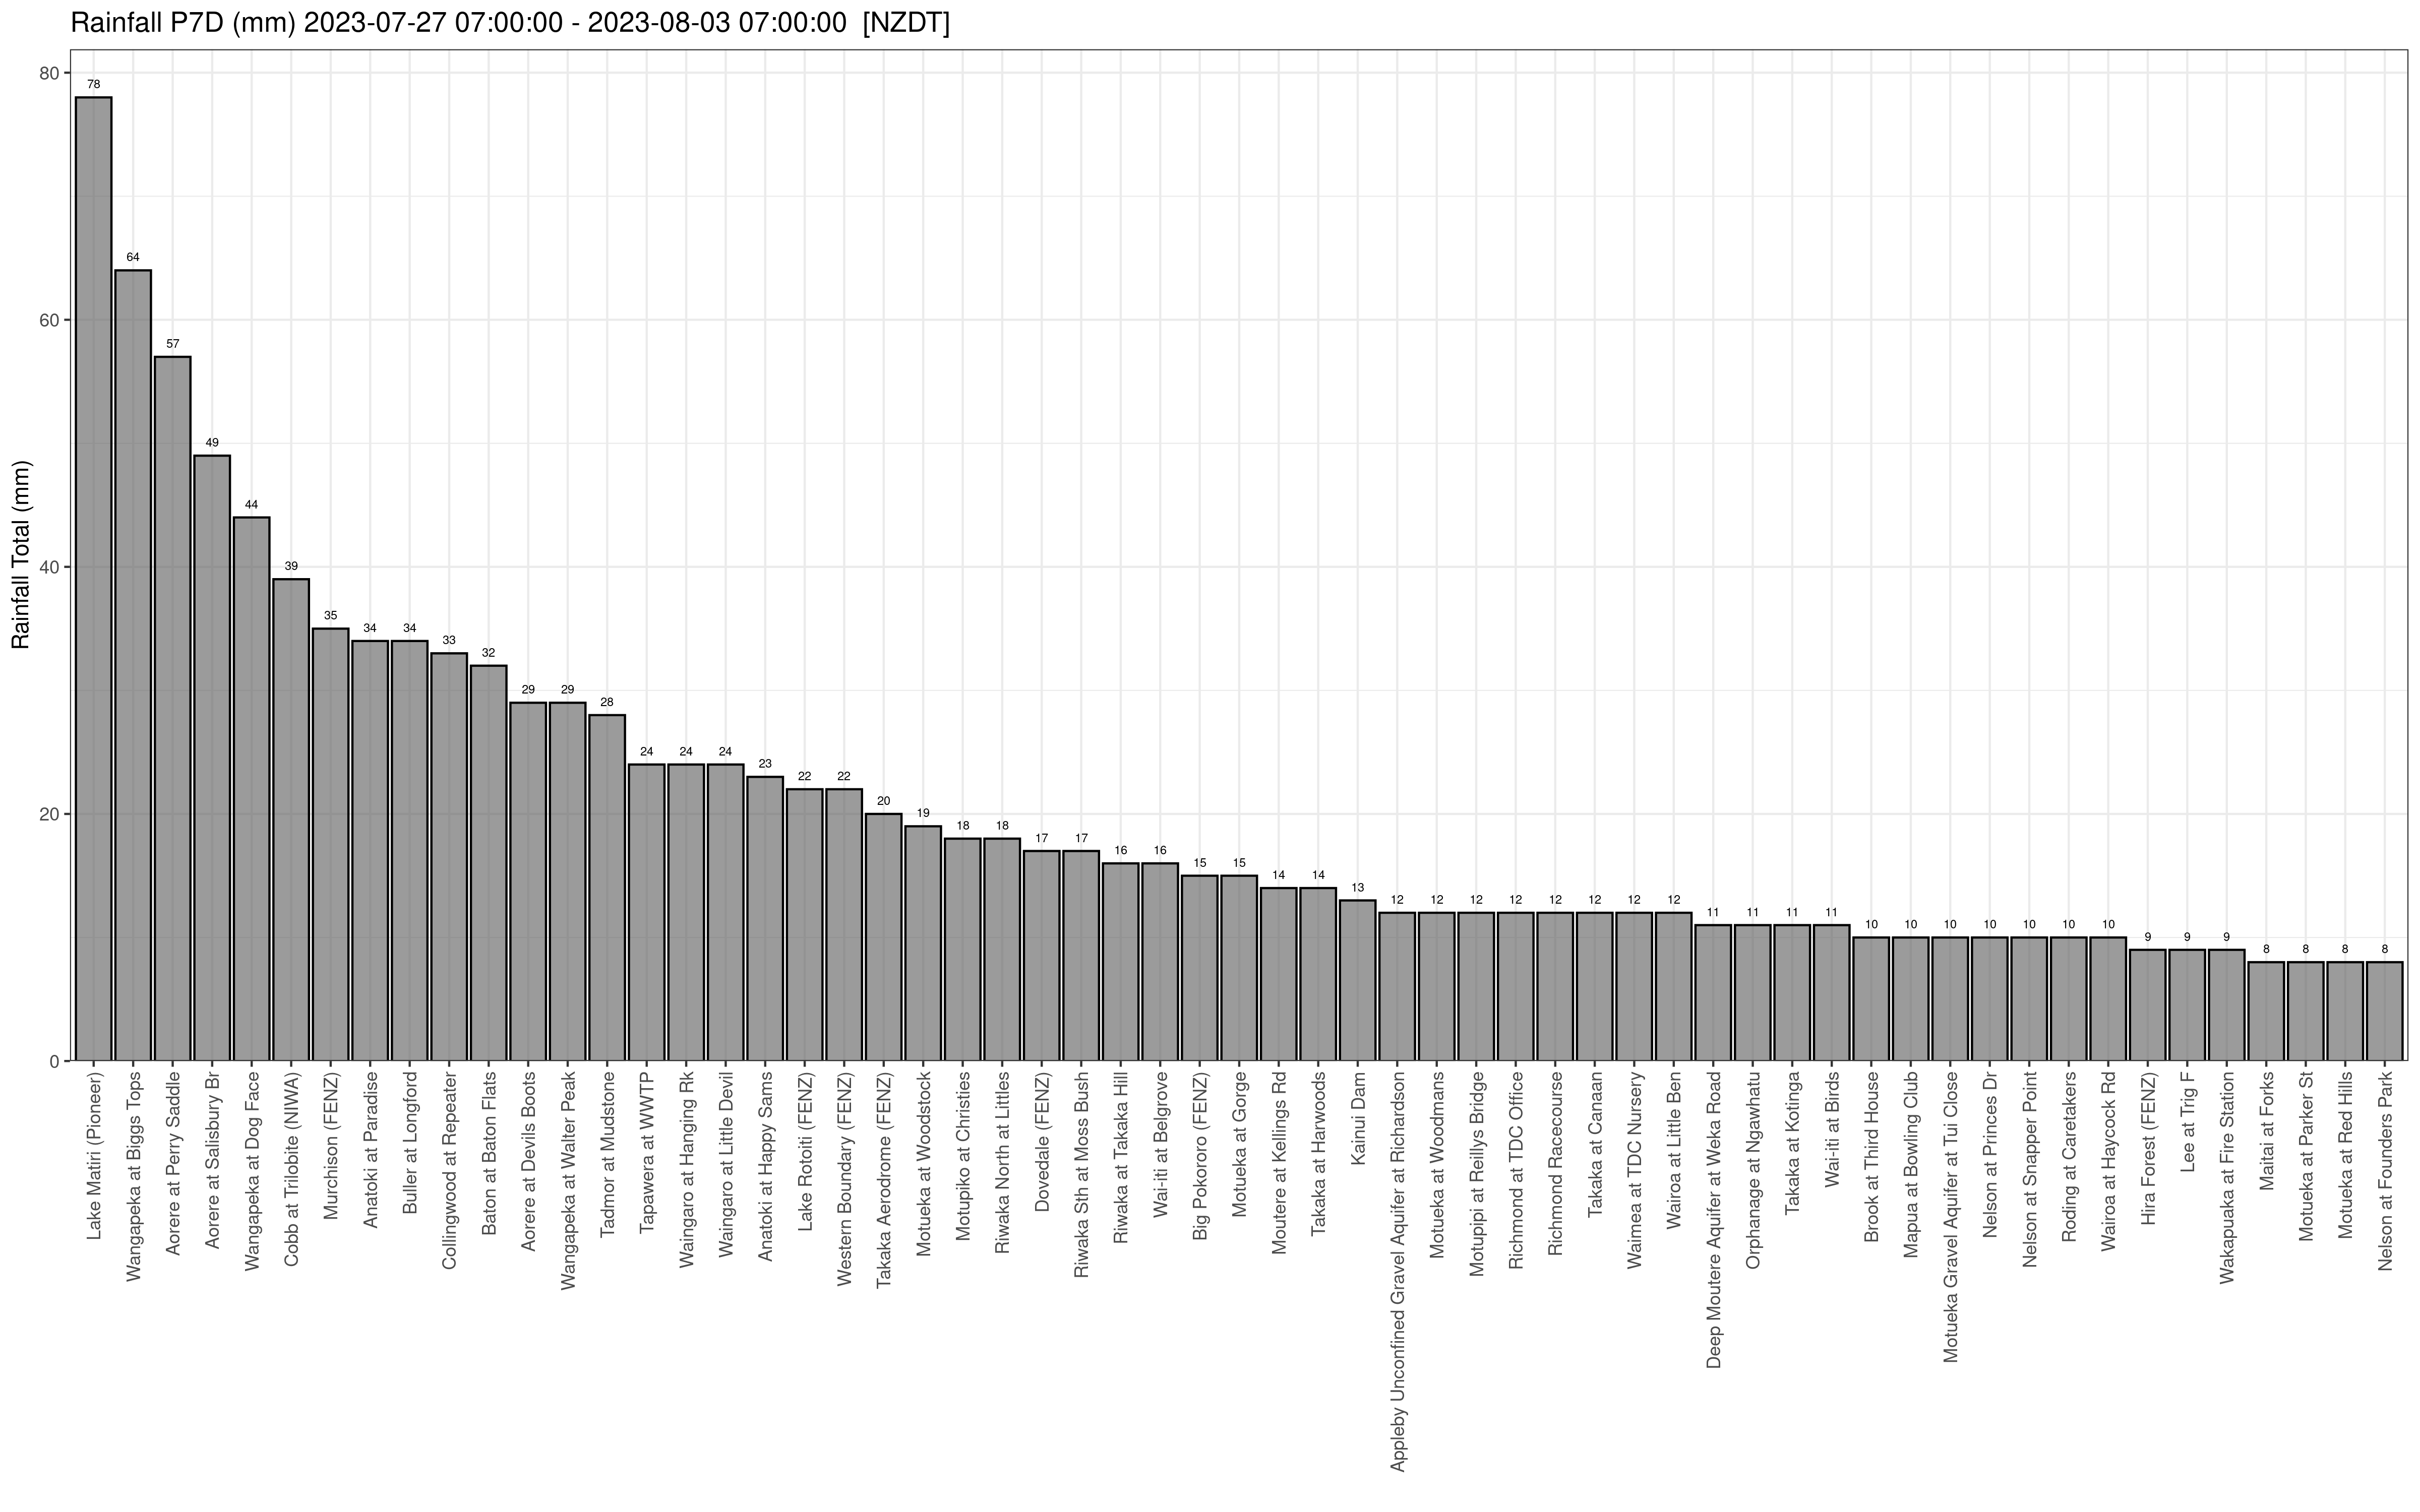 Rainfall P7D (mm) 2023-07-27 07:00:00 - 2023-08-03 07:00:00 [NZDT]
Rainfall Total (mm)
80
60
40
20
0
78
64
57
49
44
39
35
34
34
33
32
29
29
28
24
24
24
23
22
22
20
19
18
18
17
17
16
16
15
15
14
14
13
12
12
12
12
12
12
12
12
11
11
11
11
10
10
10
10
10
10
10
9
9
9
8
8
8
8
Lake Matiri (Pioneer)
Wangapeka at Biggs Tops
Aorere at Perry Saddle
Aorere at Salisbury Br
Wangapeka at Dog Face
Cobb at Trilobite (NIWA)
Murchison (FENZ)
Anatoki at Paradise
Buller at Longford
Collingwood at Repeater
Baton at Baton Flats
Aorere at Devils Boots
Wangapeka at Walter Peak
Tadmor at Mudstone
Tapawera at WWTP
Waingaro at Hanging Rk
Waingaro at Little Devil
Anatoki at Happy Sams
Lake Rotoiti (FENZ)
Western Boundary (FENZ)
Takaka Aerodrome (FENZ)
Motueka at Woodstock
Motupiko at Christies
Riwaka North at Littles
Dovedale (FENZ)
Riwaka Sth at Moss Bush
Riwaka at Takaka Hill
Wai-iti at Belgrove
Big Pokororo (FENZ)
Motueka at Gorge
Moutere at Kellings Rd
Takaka at Harwoods
Kainui Dam
Appleby Unconfined Gravel Aquifer at Richardson
Motueka at Woodmans
Motupipi at Reillys Bridge
Richmond at TDC Office
Richmond Racecourse
Takaka at Canaan
Waimea at TDC Nursery
Wairoa at Little Ben
Deep Moutere Aquifer at Weka Road
Orphanage at Ngawhatu
Takaka at Kotinga
Wai-iti at Birds
Brook at Third House
Mapua at Bowling Club
Motueka Gravel Aquifer at Tui Close
Nelson at Princes Dr
Nelson at Snapper Point
Roding at Caretakers
Wairoa at Haycock Rd
Hira Forest (FENZ)
Lee at Trig F
Wakapuaka at Fire Station
Maitai at Forks
Motueka at Parker St
Motueka at Red Hills
Nelson at Founders Park